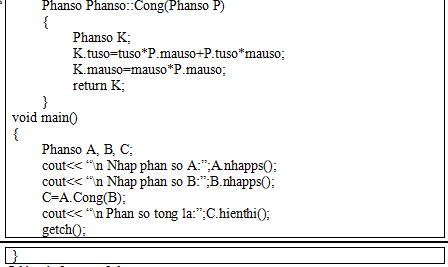 Phanso Phanso::Cong(Phanso P)
{
Phanso K;
K.tuso=tuso*P.mauso+P.tuso*mauso;
K.mauso=mauso*P.mauso;
return K;
}
void main()
{
Phanso A, B, C;
cout<< “\n Nhap phan so A:”;A.nhapps();
cout<< “\n Nhap phan so B:”;B.nhapps();
C=A.Cong(B);
cout<< “\n Phan so tong la:”;C.hienthi();
getch();
}